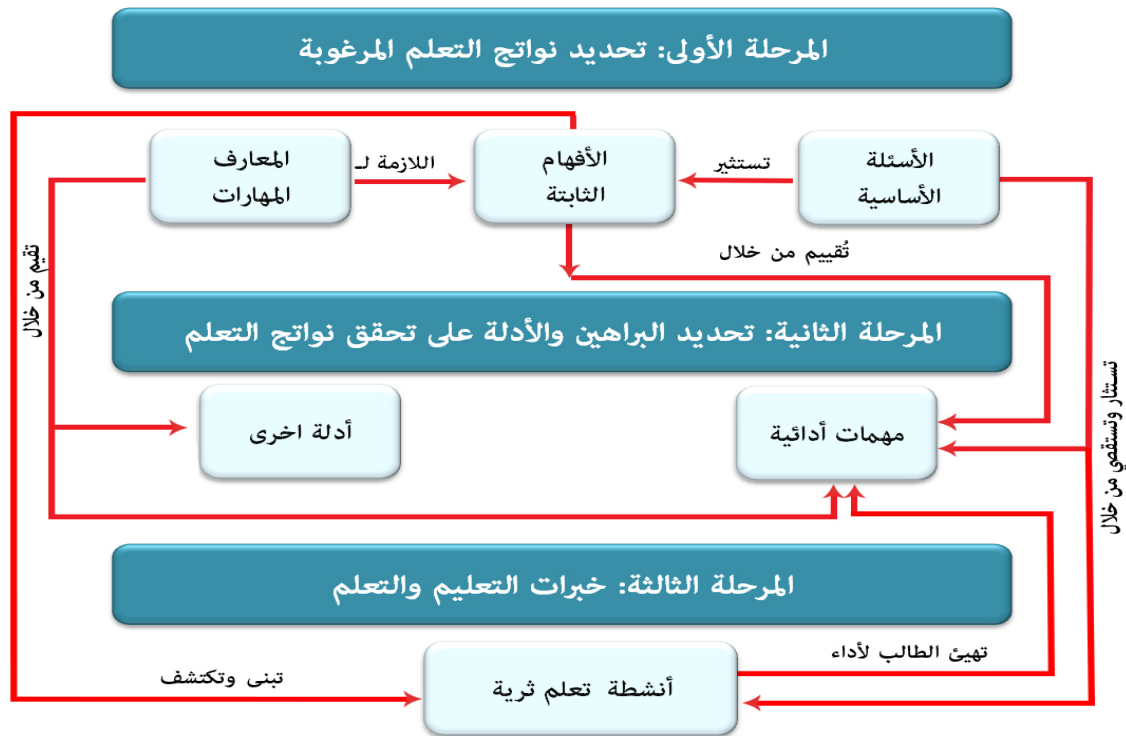 المرحلة الأولى: تحديد نواتج التعلم المرغوبة
الأسئلة
الأساسية
تستثير
الأفهام
الثابتة
اللازمة لـ
المعارف
المهارات
تُقييم من خلال
تقيم من خلال
المرحلة الثانية: تحديد البراهين والأدلة على تحقق نواتج التعلم
مهمات أدائية
أدلة اخرى
تستثار وتستقصي من خلال
المرحلة الثالثة: خبرات التعليم والتعلم
تهيئ الطالب لأداء
أنشطة تعلم ثرية
تبنى وتكتشف